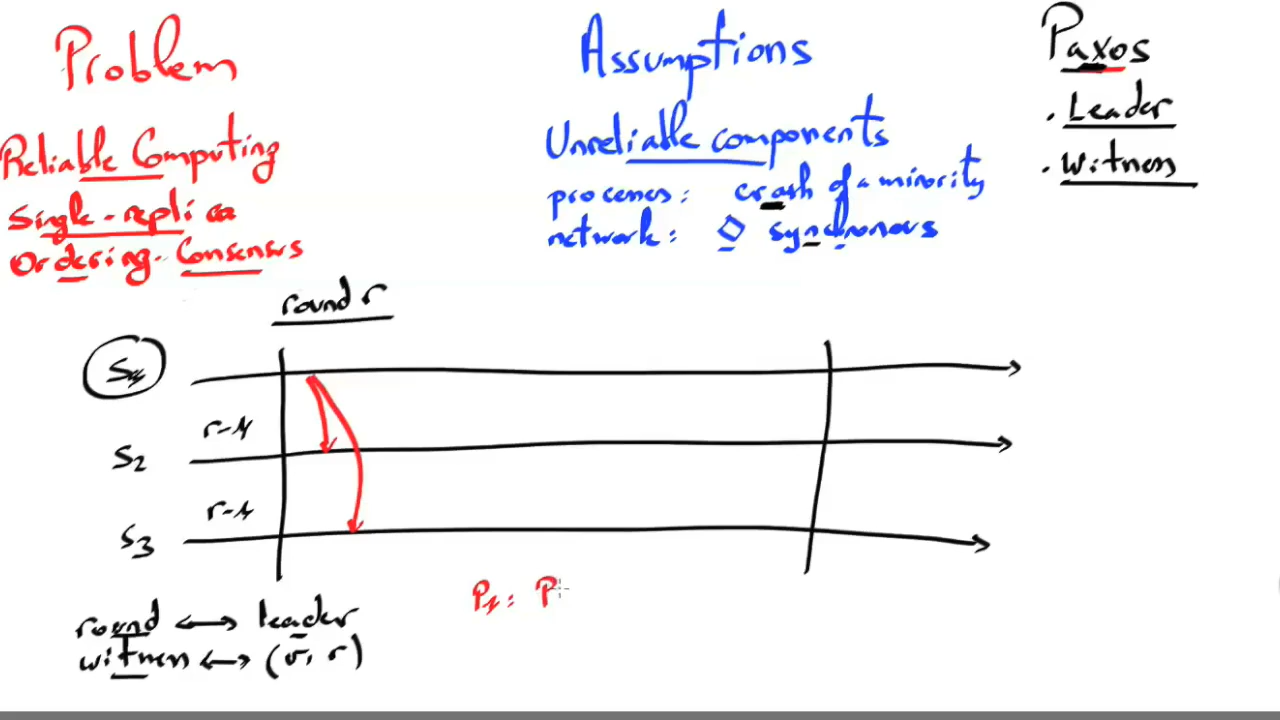 Problem
Reliable Computing
Single-replica
Ordering-Consensus
Assumptions
Unreliable components
processes: crash of a minority
network: ◇ synchronous
Paxos
· Leader
· Witness
round r
S1
r-1
S2
r-1
S3
round ↔ leader
witness ↔ (v, r)
P1: P